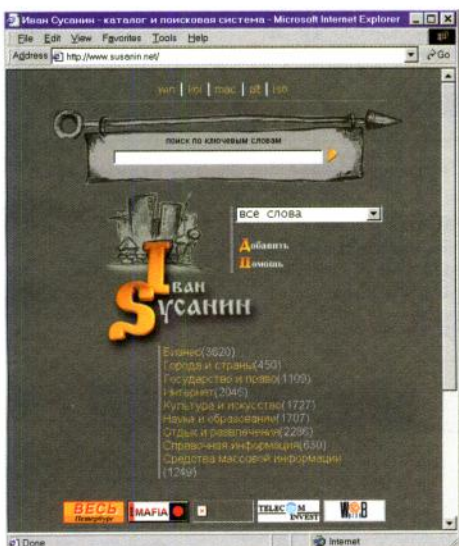 Иван Сусанин - каталог и поисковая система - Microsoft Internet Explorer
File Edit View Favorites Tools Help
Address http://www.susanin.net/ Go
win | koi | mac | alt | iso
поиск по ключевым словам
все слова
Добавить
Помощь
Iван
Sусанин
Бизнес(3620)
Города и страны(450)
Государство и право(1109)
Интернет(2045)
Культура и искусство(1727)
Наука и образование(1707)
Отдых и развлечения(2286)
Справочная информация(630)
Средства массовой информации
(1249)
ВЕСЬ
Петербург
MAFIA
TELECOM
INVEST
WEB
Done Internet